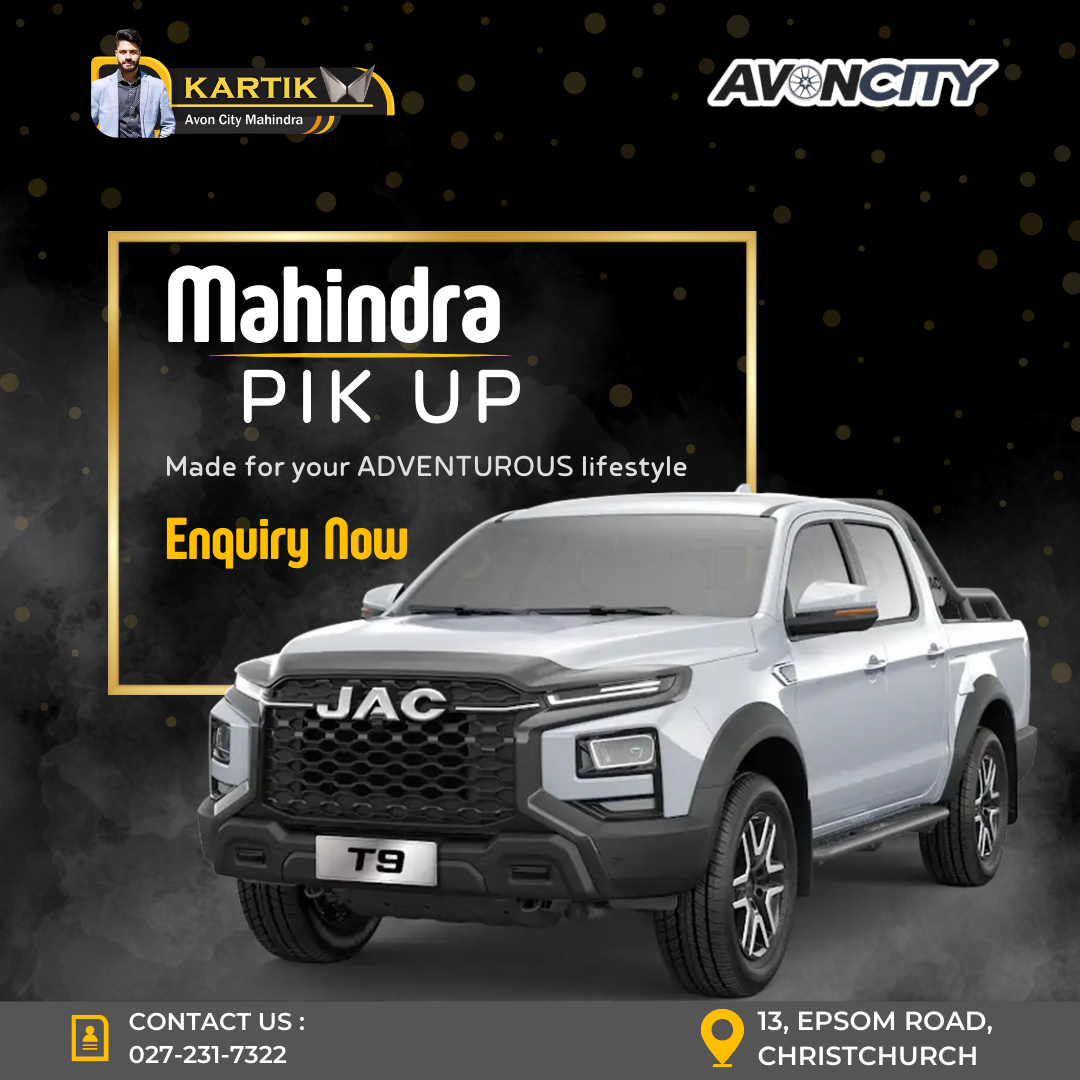 KARTIK
Avon City Mahindra
AVONCITY
Mahindra
PIK UP
Made for your ADVENTUROUS lifestyle
Enquiry Now
JAC
JAC
T9
CONTACT US :
027-231-7322
13, EPSOM ROAD,
CHRISTCHURCH